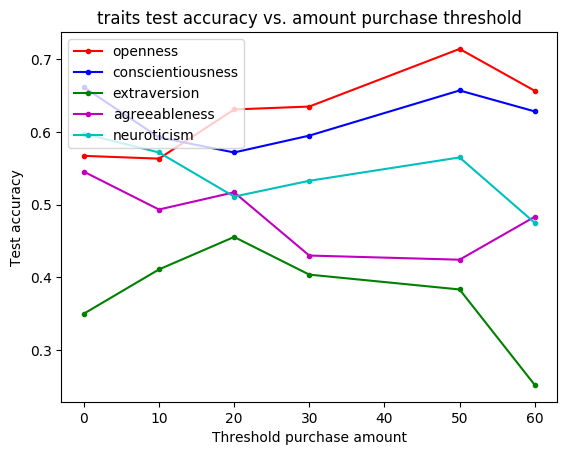 traits test accuracy vs. amount purchase threshold
openness
conscientiousness
extraversion
agreeableness
neuroticism
0.7
0.6
0.5
0.4
0.3
Test accuracy
0 10 20 30 40 50 60
Threshold purchase amount